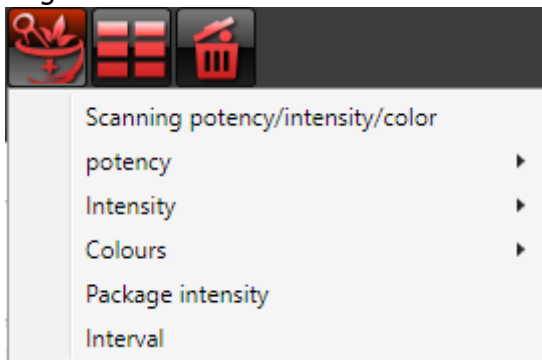 Scanning potency/intensity/color
potency
Intensity
Colours
Package intensity
Interval